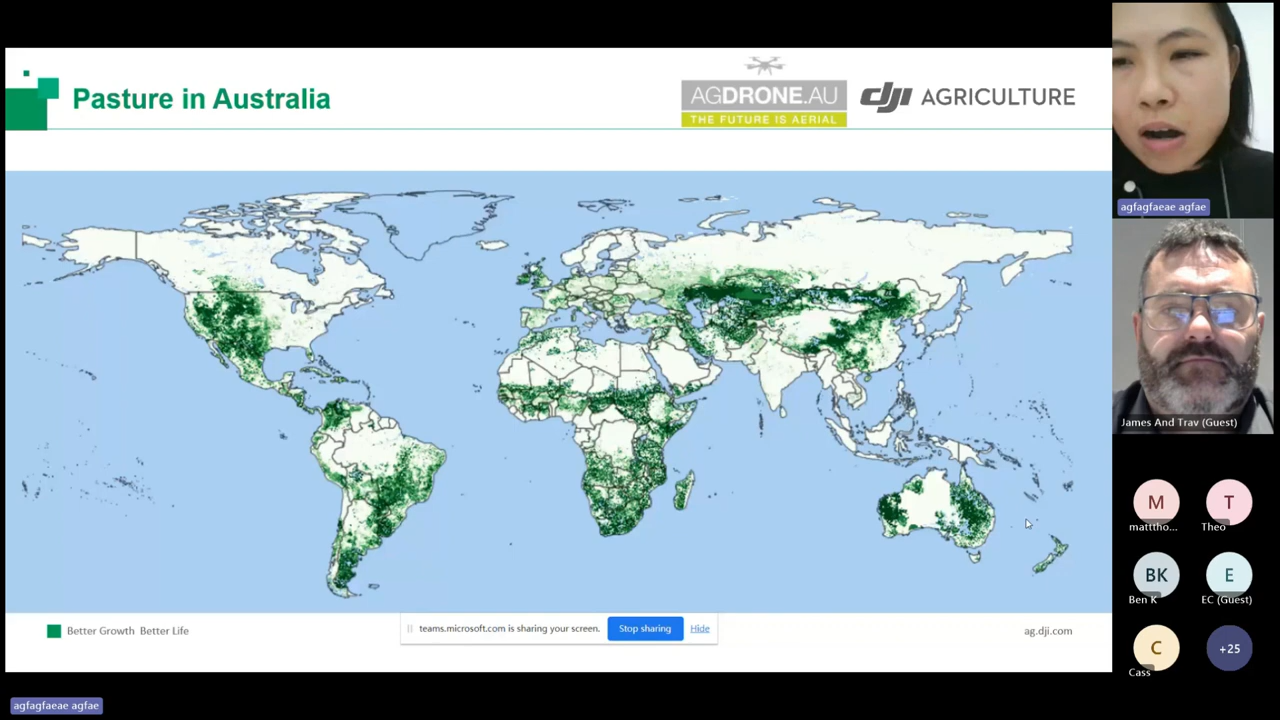 Pasture in Australia
AGDRONE.AU
THE FUTURE IS AERIAL
dji AGRICULTURE
agfagfaeae agfae
James And Trav (Guest)
M
T
mattho...
Theo
BK
E
Ben K
EC (Guest)
C
+25
Cass
Better Growth Better Life
teams.microsoft.com is sharing your screen.
Stop sharing
Hide
ag.dji.com
agfagfaeae agfae